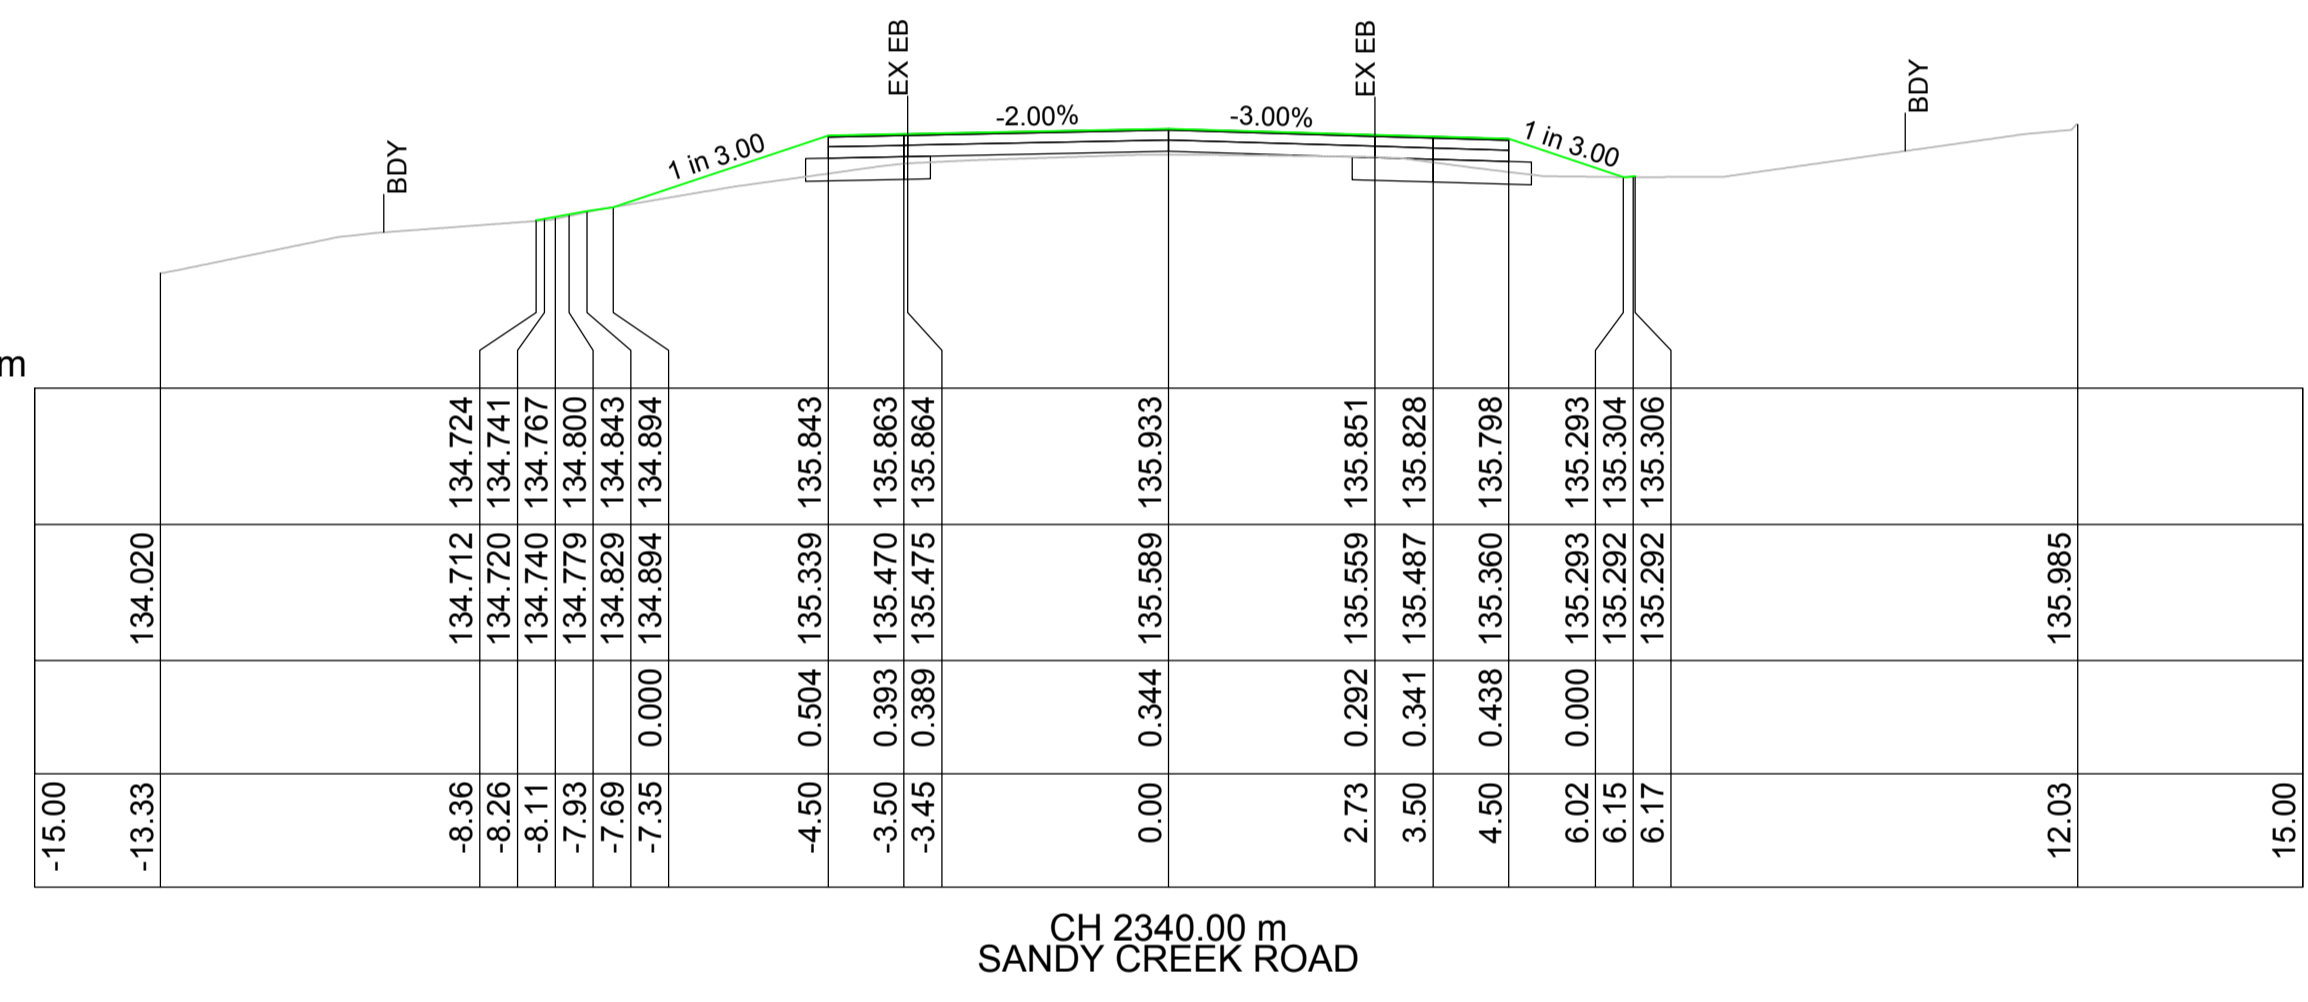 EX EB
EX EB
BDY
BDY
1 in 3.00
-2.00%
-3.00%
1 in 3.00
m
134.724 134.741 134.767 134.800 134.843 134.894 135.843 135.863 135.864 135.933 135.851 135.828 135.798 135.293 135.304 135.306
134.020 134.712 134.720 134.740 134.779 134.829 134.894 135.339 135.470 135.475 135.589 135.559 135.487 135.360 135.293 135.292 135.292 135.985
0.000 0.504 0.393 0.389 0.344 0.292 0.341 0.438 0.000
-15.00 -13.33 -8.36 -8.26 -8.11 -7.93 -7.69 -7.35 -4.50 -3.50 -3.45 0.00 2.73 3.50 4.50 6.02 6.15 6.17 12.03 15.00
CH 2340.00 m
SANDY CREEK ROAD